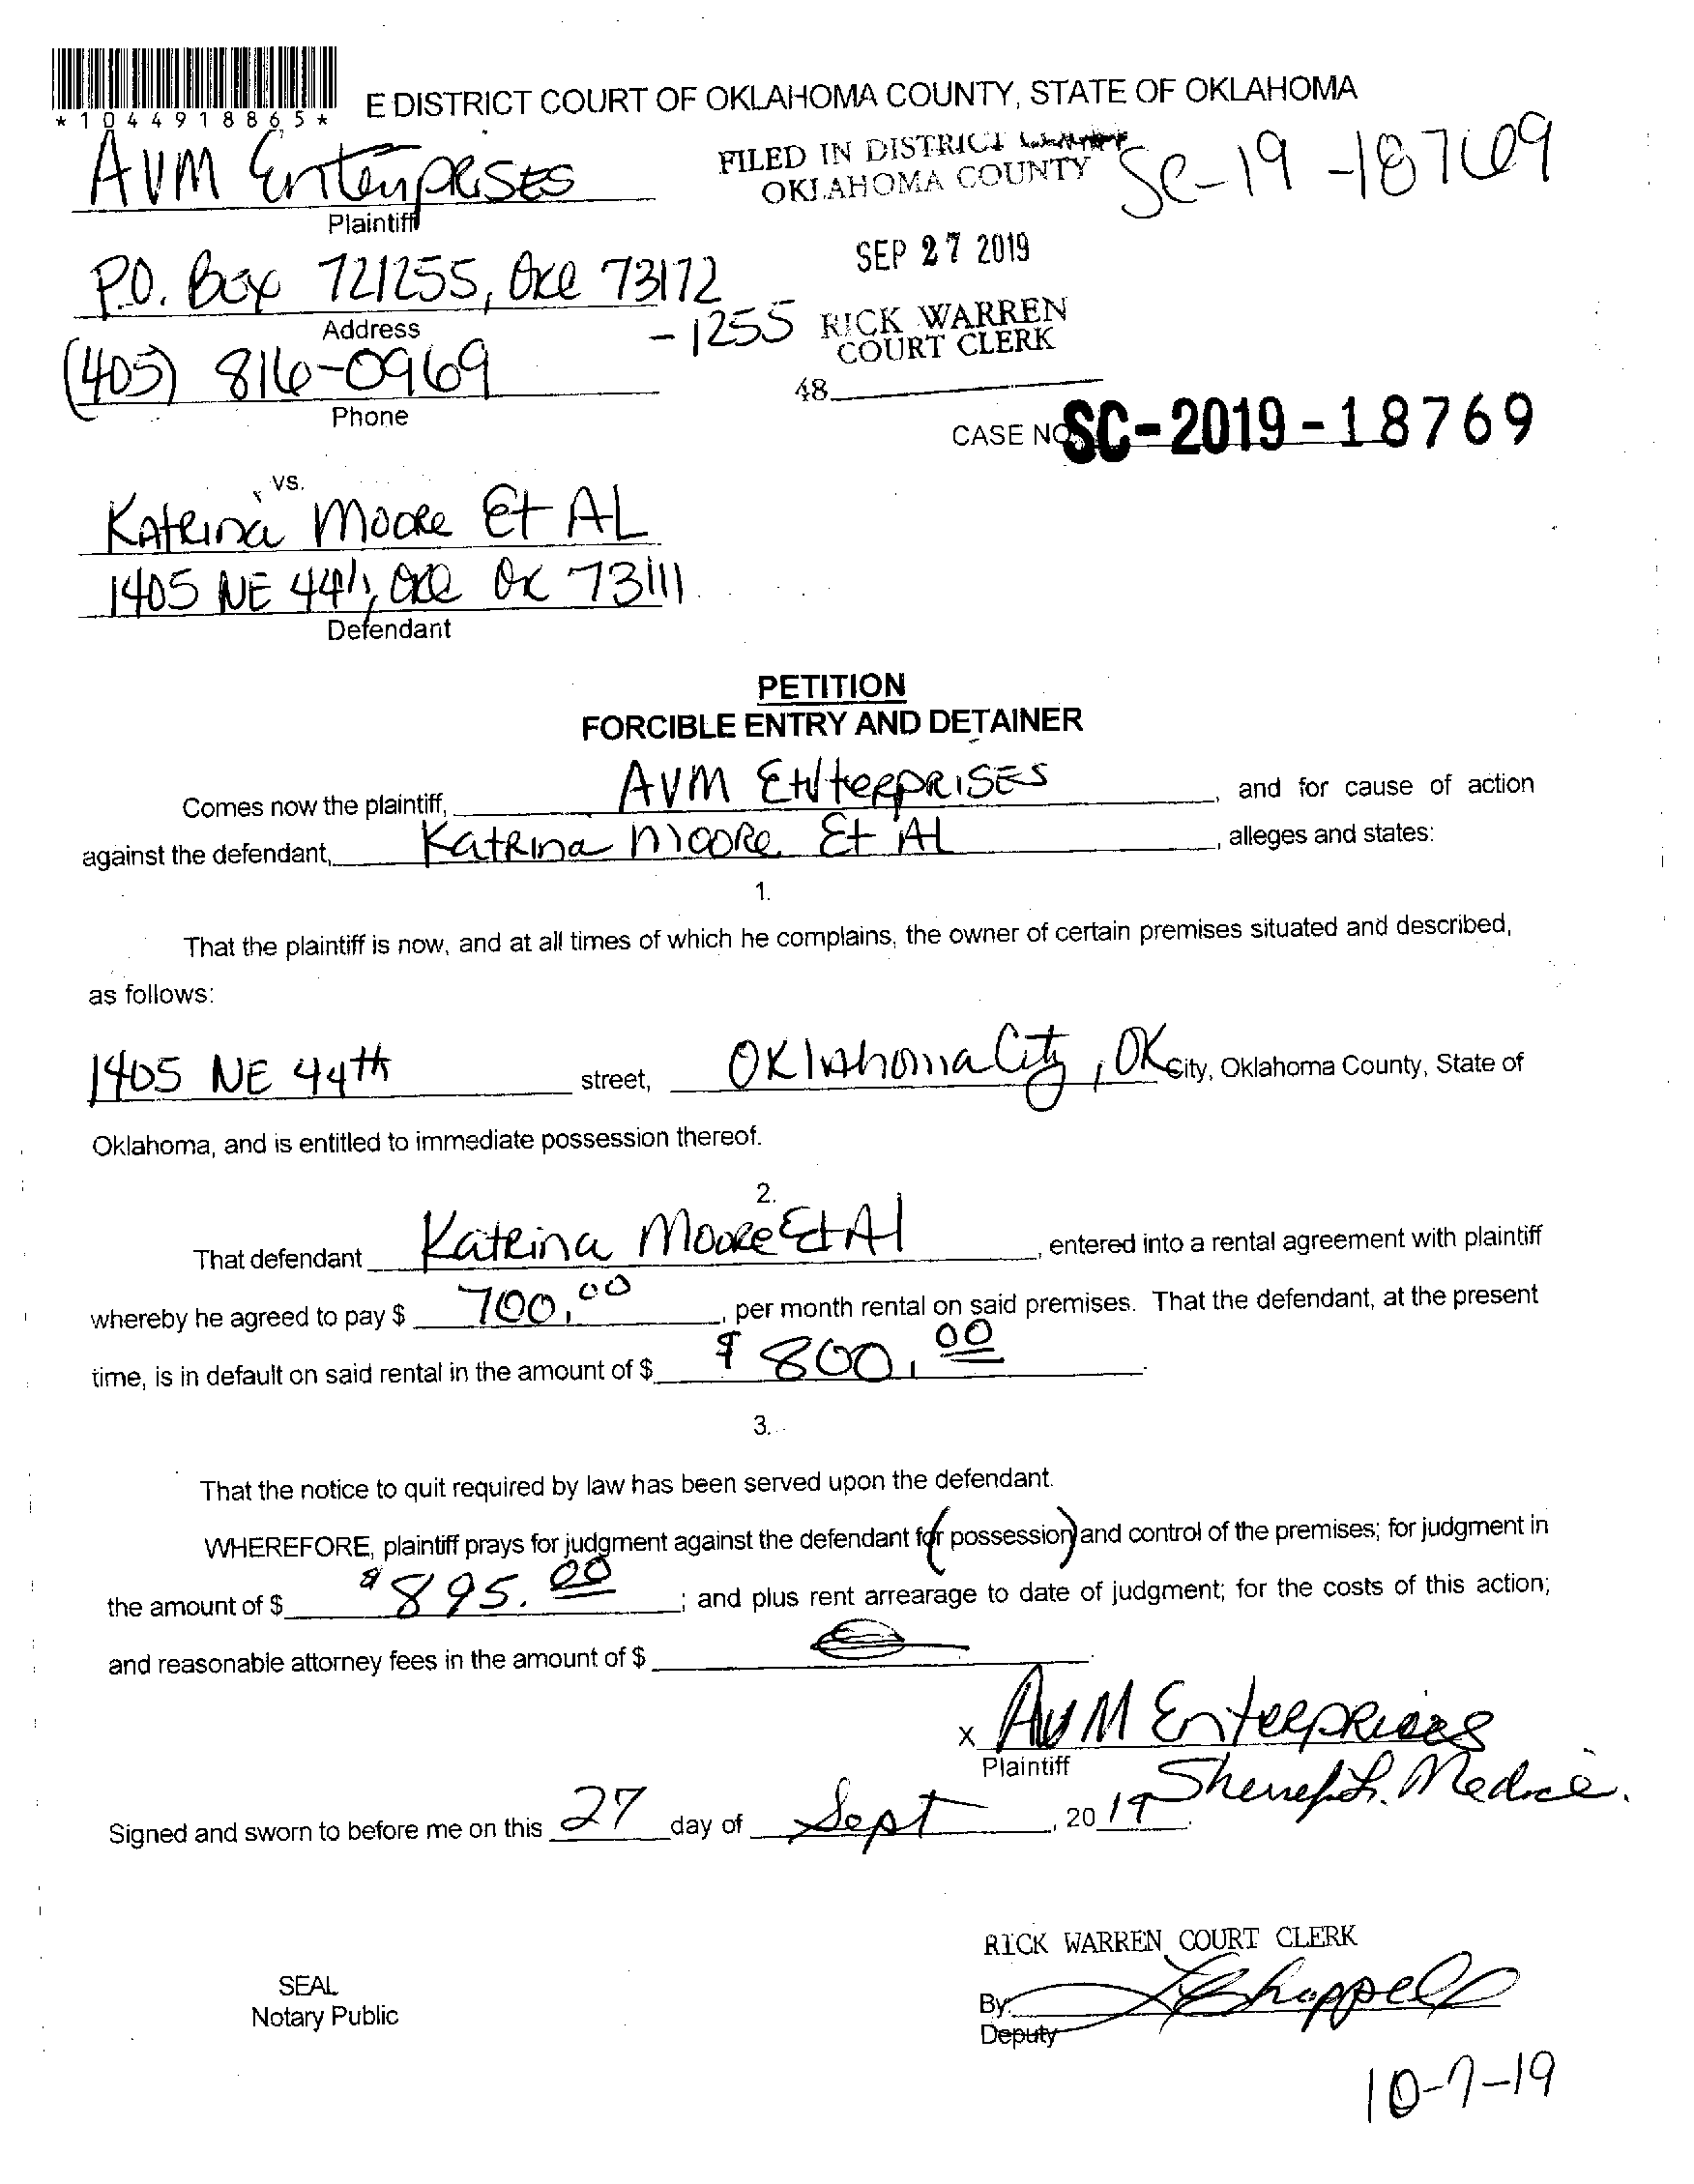 *1044918865*
E DISTRICT COURT OF OKLAHOMA COUNTY, STATE OF OKLAHOMA
AVM Enterprises
Plaintiff
FILED IN DISTRICT COURT
OKLAHOMA COUNTY
SC-19-18769
SEP 27 2019
P.O. Box 721255, OKC 73172
-1255
Address
RICK WARREN
COURT CLERK
(405) 816-0969
Phone
48
CASE NO. SC-2019-18769
vs.
Katrina Moore Et AL
1405 NE 44th, OKC OK 73111
Defendant
PETITION
FORCIBLE ENTRY AND DETAINER
Comes now the plaintiff, AVM ENterpRISES, and for cause of action
against the defendant, Katrina Moore Et Al, alleges and states:
1.
That the plaintiff is now, and at all times of which he complains, the owner of certain premises situated and described,
as follows:
1405 NE 44th street, Oklahoma City, OK City, Oklahoma County, State of
Oklahoma, and is entitled to immediate possession thereof.
2.
That defendant Katrina Moore Et Al, entered into a rental agreement with plaintiff
whereby he agreed to pay $ 700.00, per month rental on said premises. That the defendant, at the present
time, is in default on said rental in the amount of $ $ 800.00.
3.
That the notice to quit required by law has been served upon the defendant.
WHEREFORE, plaintiff prays for judgment against the defendant for (possession) and control of the premises; for judgment in
the amount of $ $895.00; and plus rent arrearage to date of judgment; for the costs of this action;
and reasonable attorney fees in the amount of $
x AVM Enterprises
Plaintiff
Signed and sworn to before me on this 27 day of Sept, 2019.
RICK WARREN COURT CLERK
SEAL
Notary Public
By:
Deputy
10-7-19